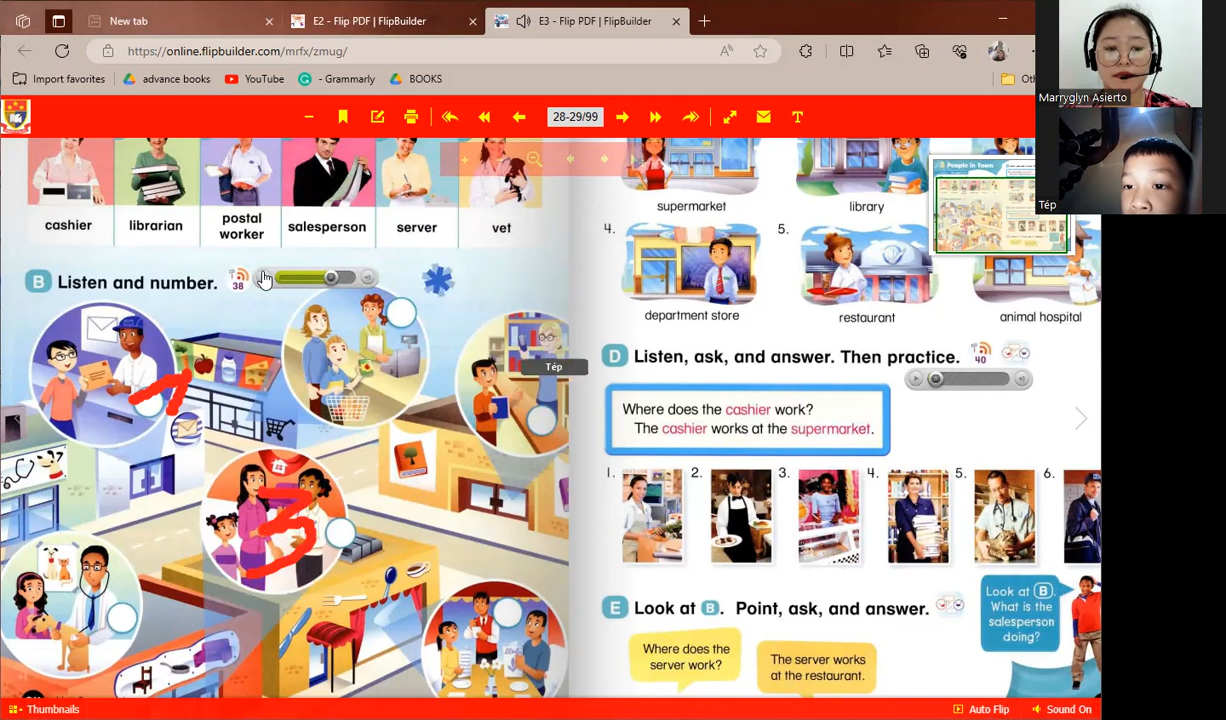 New tab
E2 - Flip PDF | FlipBuilder
E3 - Flip PDF | FlipBuilder
https://online.flipbuilder.com/mrfx/zmug/
Import favorites
advance books
YouTube
- Grammarly
BOOKS
28-29/99
T
Marryglyn Asierto
Tép
People in Town
cashier
librarian
postal worker
salesperson
server
vet
B Listen and number.
38
1
3
Tép
supermarket
library
4.
5.
department store
restaurant
animal hospital
D Listen, ask, and answer. Then practice.
40
Where does the cashier work?
The cashier works at the supermarket.
1.
2.
3.
4.
5.
6.
E Look at B. Point, ask, and answer.
Where does the
server work?
The server works
at the restaurant.
Look at B.
What is the
salesperson
doing?
Thumbnails
Auto Flip
Sound On